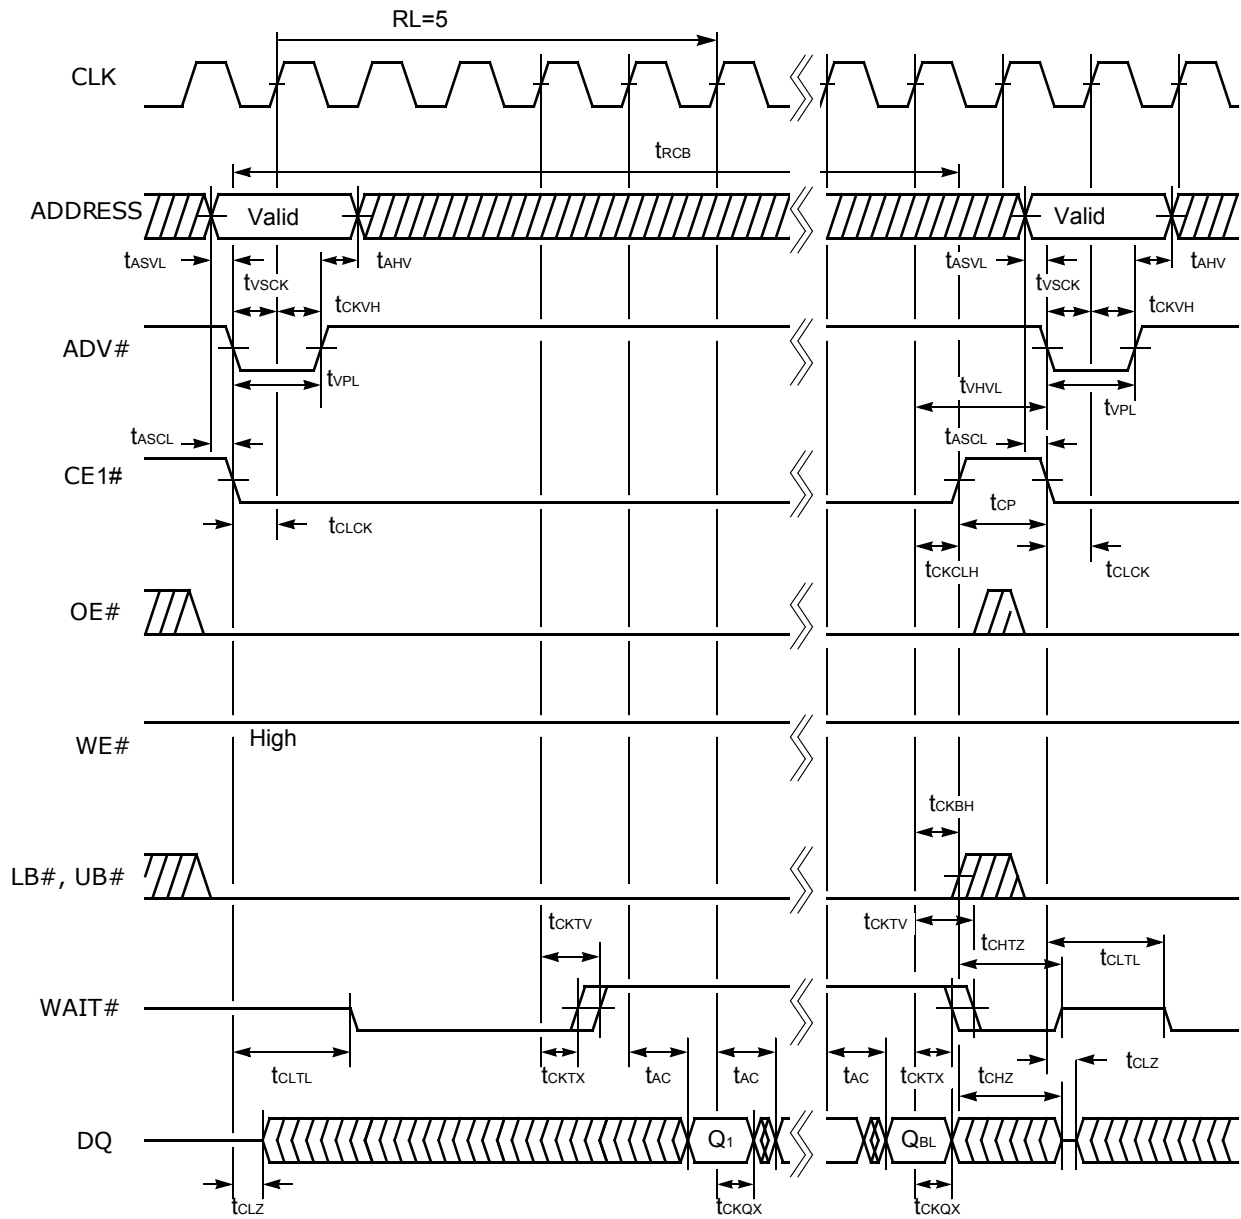 RL=5
CLK
tRCB
ADDRESS Valid Valid
tASVL tAHV tASVL tAHV
tVSCK tVSCK
tCKVH tCKVH
ADV#
tVPL tVHVL tVPL
tASCL tASCL
CE1#
tCP
tCLCK tCKCLH tCLCK
OE#
WE# High
tCKBH
LB#, UB#
tCKTV tCKTV
tCHTZ tCLTL
WAIT#
tCLTL tCKTX tAC tAC tAC tCKTX tCHZ tCLZ
DQ Q1 QBL
tCLZ tCKQX tCKQX